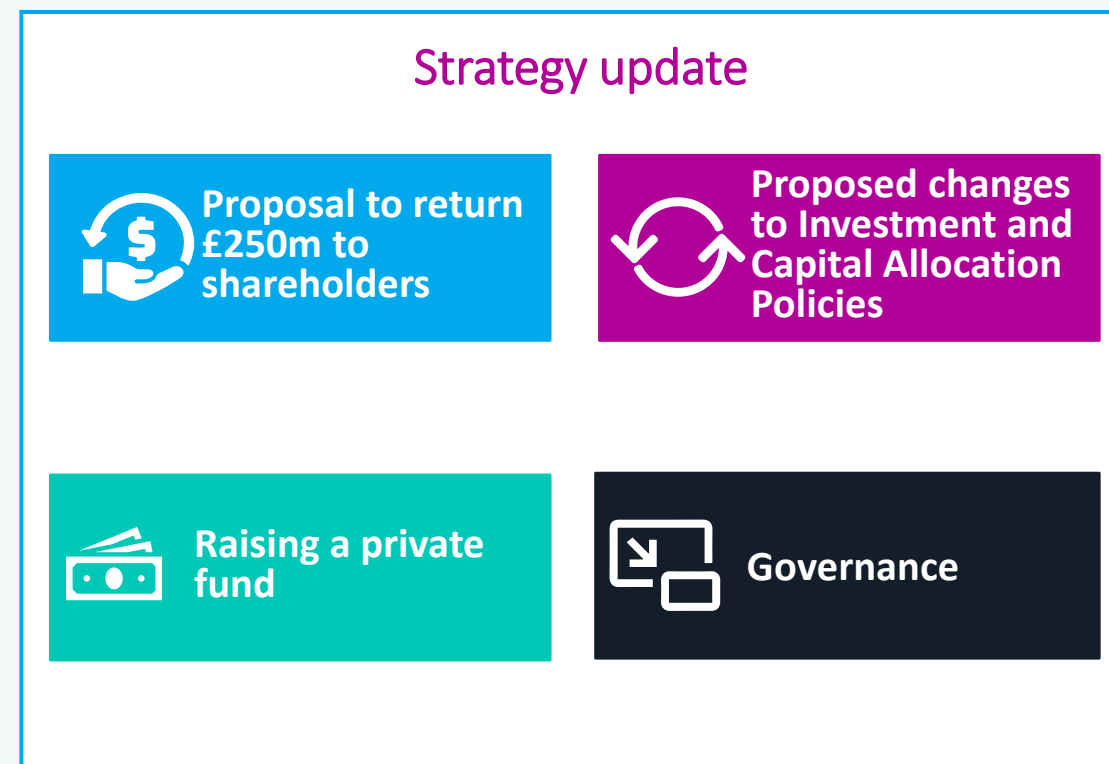 Strategy update
Proposal to return
£250m to
shareholders
Proposed changes
to Investment and
Capital Allocation
Policies
Raising a private
fund
Governance